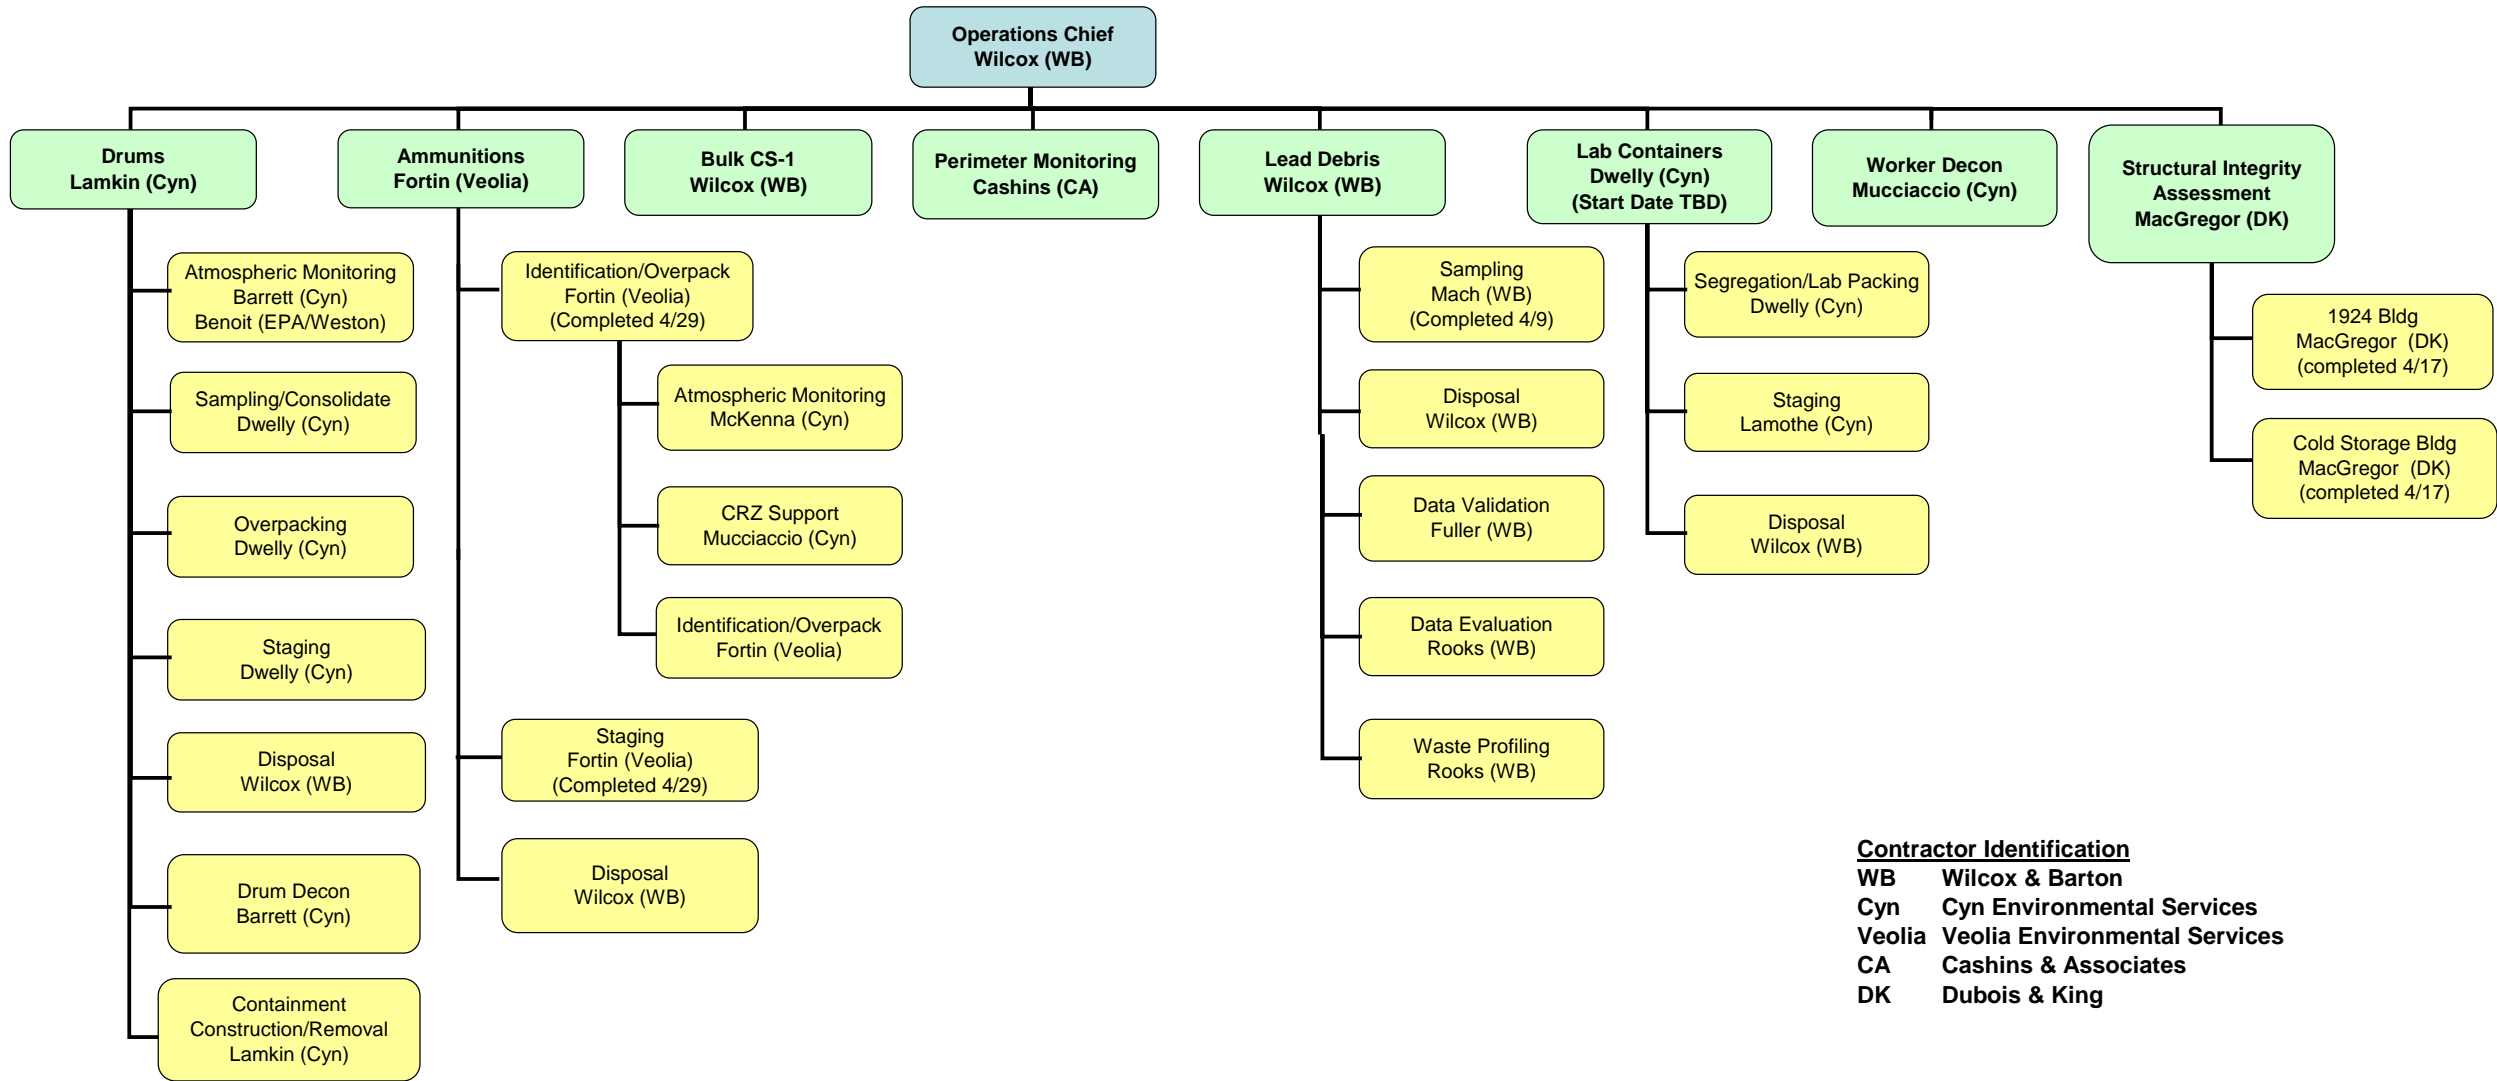 Operations Chief
Wilcox (WB)
Drums
Lamkin (Cyn)
Ammunitions
Fortin (Veolia)
Bulk CS-1
Wilcox (WB)
Perimeter Monitoring
Cashins (CA)
Lead Debris
Wilcox (WB)
Lab Containers
Dwelly (Cyn)
(Start Date TBD)
Worker Decon
Mucciaccio (Cyn)
Structural Integrity
Assessment
MacGregor (DK)
Atmospheric Monitoring
Barrett (Cyn)
Benoit (EPA/Weston)
Sampling/Consolidate
Dwelly (Cyn)
Overpacking
Dwelly (Cyn)
Staging
Dwelly (Cyn)
Disposal
Wilcox (WB)
Drum Decon
Barrett (Cyn)
Containment
Construction/Removal
Lamkin (Cyn)
Identification/Overpack
Fortin (Veolia)
(Completed 4/29)
Atmospheric Monitoring
McKenna (Cyn)
CRZ Support
Mucciaccio (Cyn)
Identification/Overpack
Fortin (Veolia)
Staging
Fortin (Veolia)
(Completed 4/29)
Disposal
Wilcox (WB)
Sampling
Mach (WB)
(Completed 4/9)
Disposal
Wilcox (WB)
Data Validation
Fuller (WB)
Data Evaluation
Rooks (WB)
Waste Profiling
Rooks (WB)
Segregation/Lab Packing
Dwelly (Cyn)
Staging
Lamothe (Cyn)
Disposal
Wilcox (WB)
1924 Bldg
MacGregor (DK)
(completed 4/17)
Cold Storage Bldg
MacGregor (DK)
(completed 4/17)
Contractor Identification
WB Wilcox & Barton
Cyn Cyn Environmental Services
Veolia Veolia Environmental Services
CA Cashins & Associates
DK Dubois & King